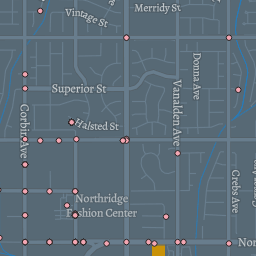 Merridy St
Vintage St
Donna Ave
Superior St
Vanalden Ave
Corbin Ave
Halsted St
Crebs Ave
Northridge
Fashion Center
Nor